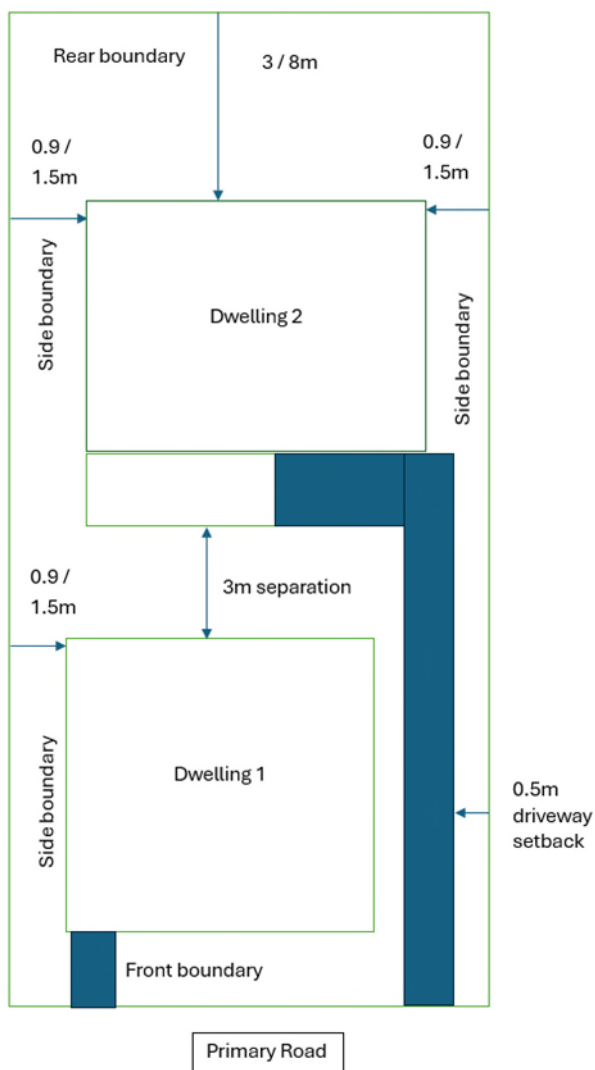 Rear boundary
3 / 8m
0.9 /
1.5m
0.9 /
1.5m
Side boundary
Dwelling 2
Side boundary
0.9 /
1.5m
3m separation
Side boundary
Dwelling 1
0.5m
driveway
setback
Front boundary
Primary Road